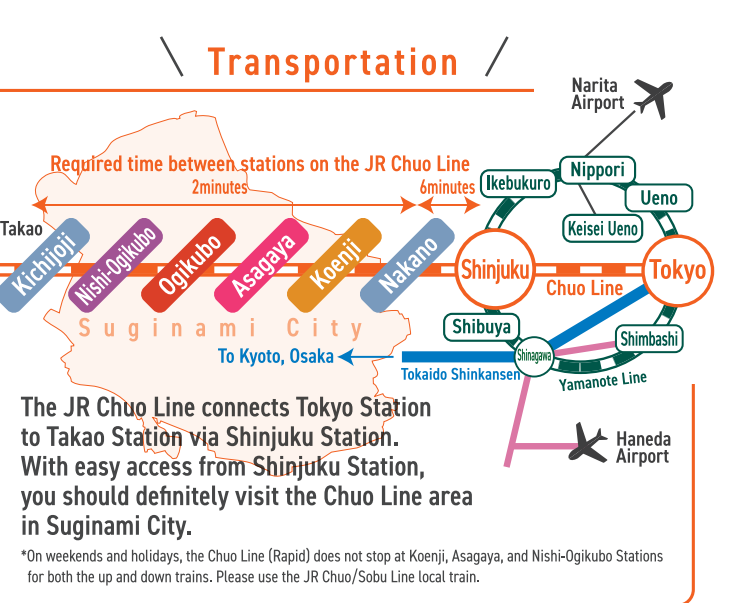 Transportation
Narita
Airport
Required time between stations on the JR Chuo Line
2minutes
6minutes
Ikebukuro
Nippori
Ueno
Keisei Ueno
Takao
Kichijoji
Nishi-Ogikubo
Ogikubo
Asagaya
Koenji
Nakano
Shinjuku
Chuo Line
Tokyo
Suginami City
Shibuya
Shinagawa
Shimbashi
To Kyoto, Osaka
Tokaido Shinkansen
Yamanote Line
Haneda
Airport
The JR Chuo Line connects Tokyo Station
to Takao Station via Shinjuku Station.
With easy access from Shinjuku Station,
you should definitely visit the Chuo Line area
in Suginami City.
*On weekends and holidays, the Chuo Line (Rapid) does not stop at Koenji, Asagaya, and Nishi-Ogikubo Stations
for both the up and down trains. Please use the JR Chuo/Sobu Line local train.